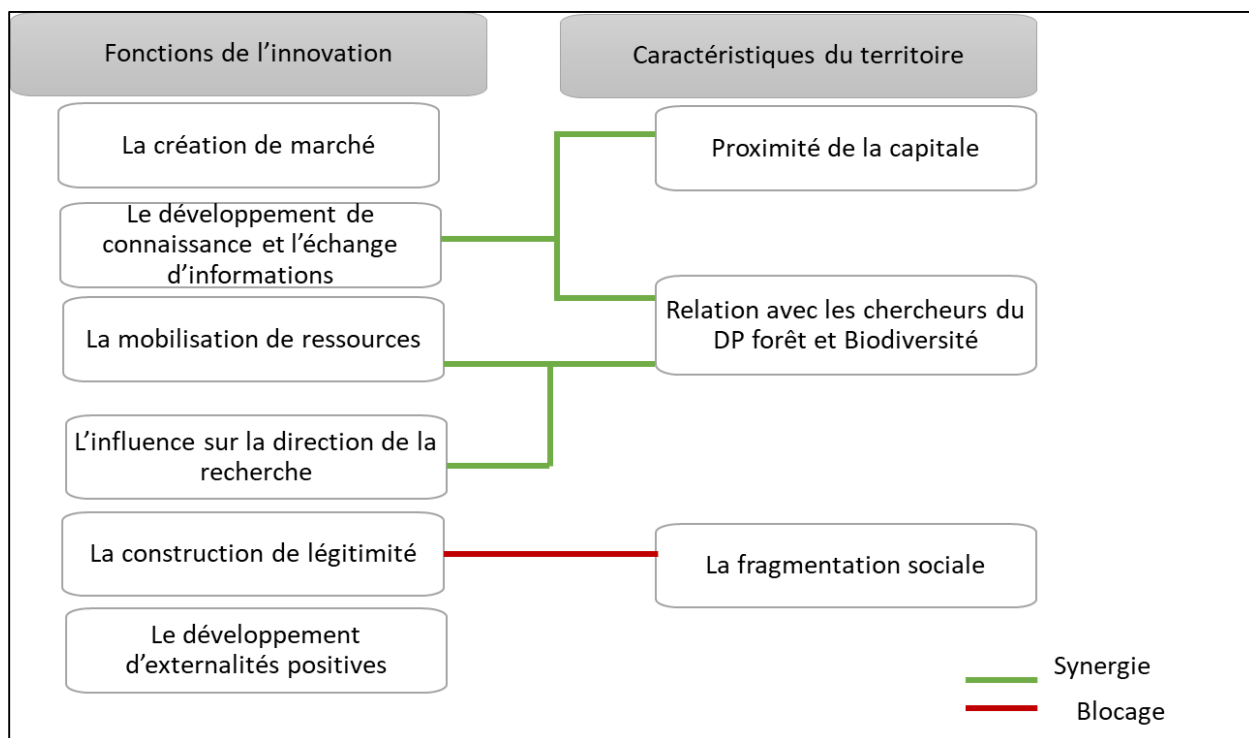 Fonctions de l’innovation
Caractéristiques du territoire
La création de marché
Proximité de la capitale
Le développement de
connaissance et l’échange
d’informations
La mobilisation de ressources
Relation avec les chercheurs du
DP forêt et Biodiversité
L’influence sur la direction de la
recherche
La construction de légitimité
La fragmentation sociale
Le développement
d’externalités positives
Synergie
Blocage